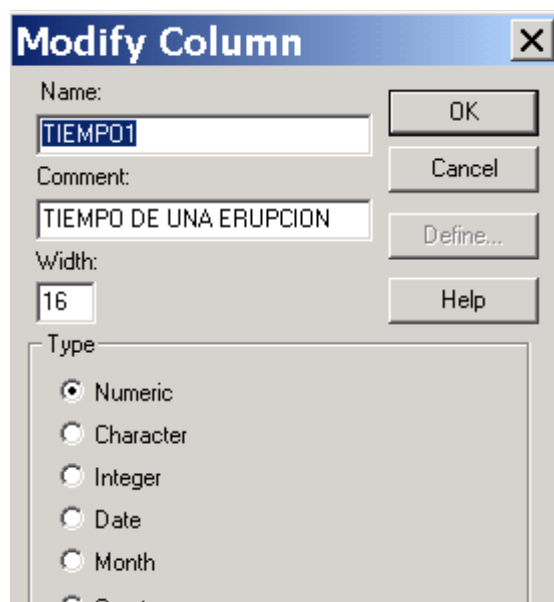 Modify Column
Name:
OK
TIEMPO1
Cancel
Comment:
TIEMPO DE UNA ERUPCION
Define...
Width:
16
Help
Type
Numeric
Character
Integer
Date
Month